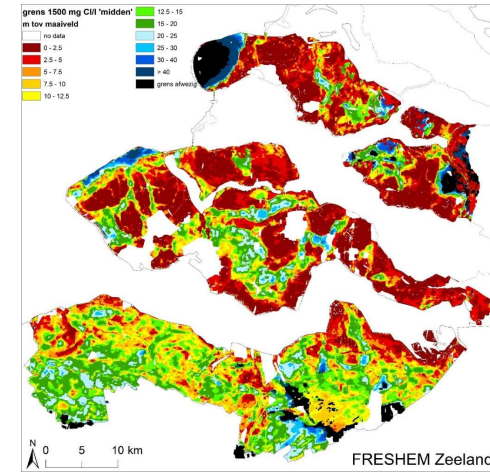 grens 1500 mg Cl/l 'midden'
m tov maaiveld
no data
0 - 2.5
2.5 - 5
5 - 7.5
7.5 - 10
10 - 12.5
12.5 - 15
15 - 20
20 - 25
25 - 30
30 - 40
> 40
grens afwezig
N
0 5 10 km
FRESHEM Zeeland